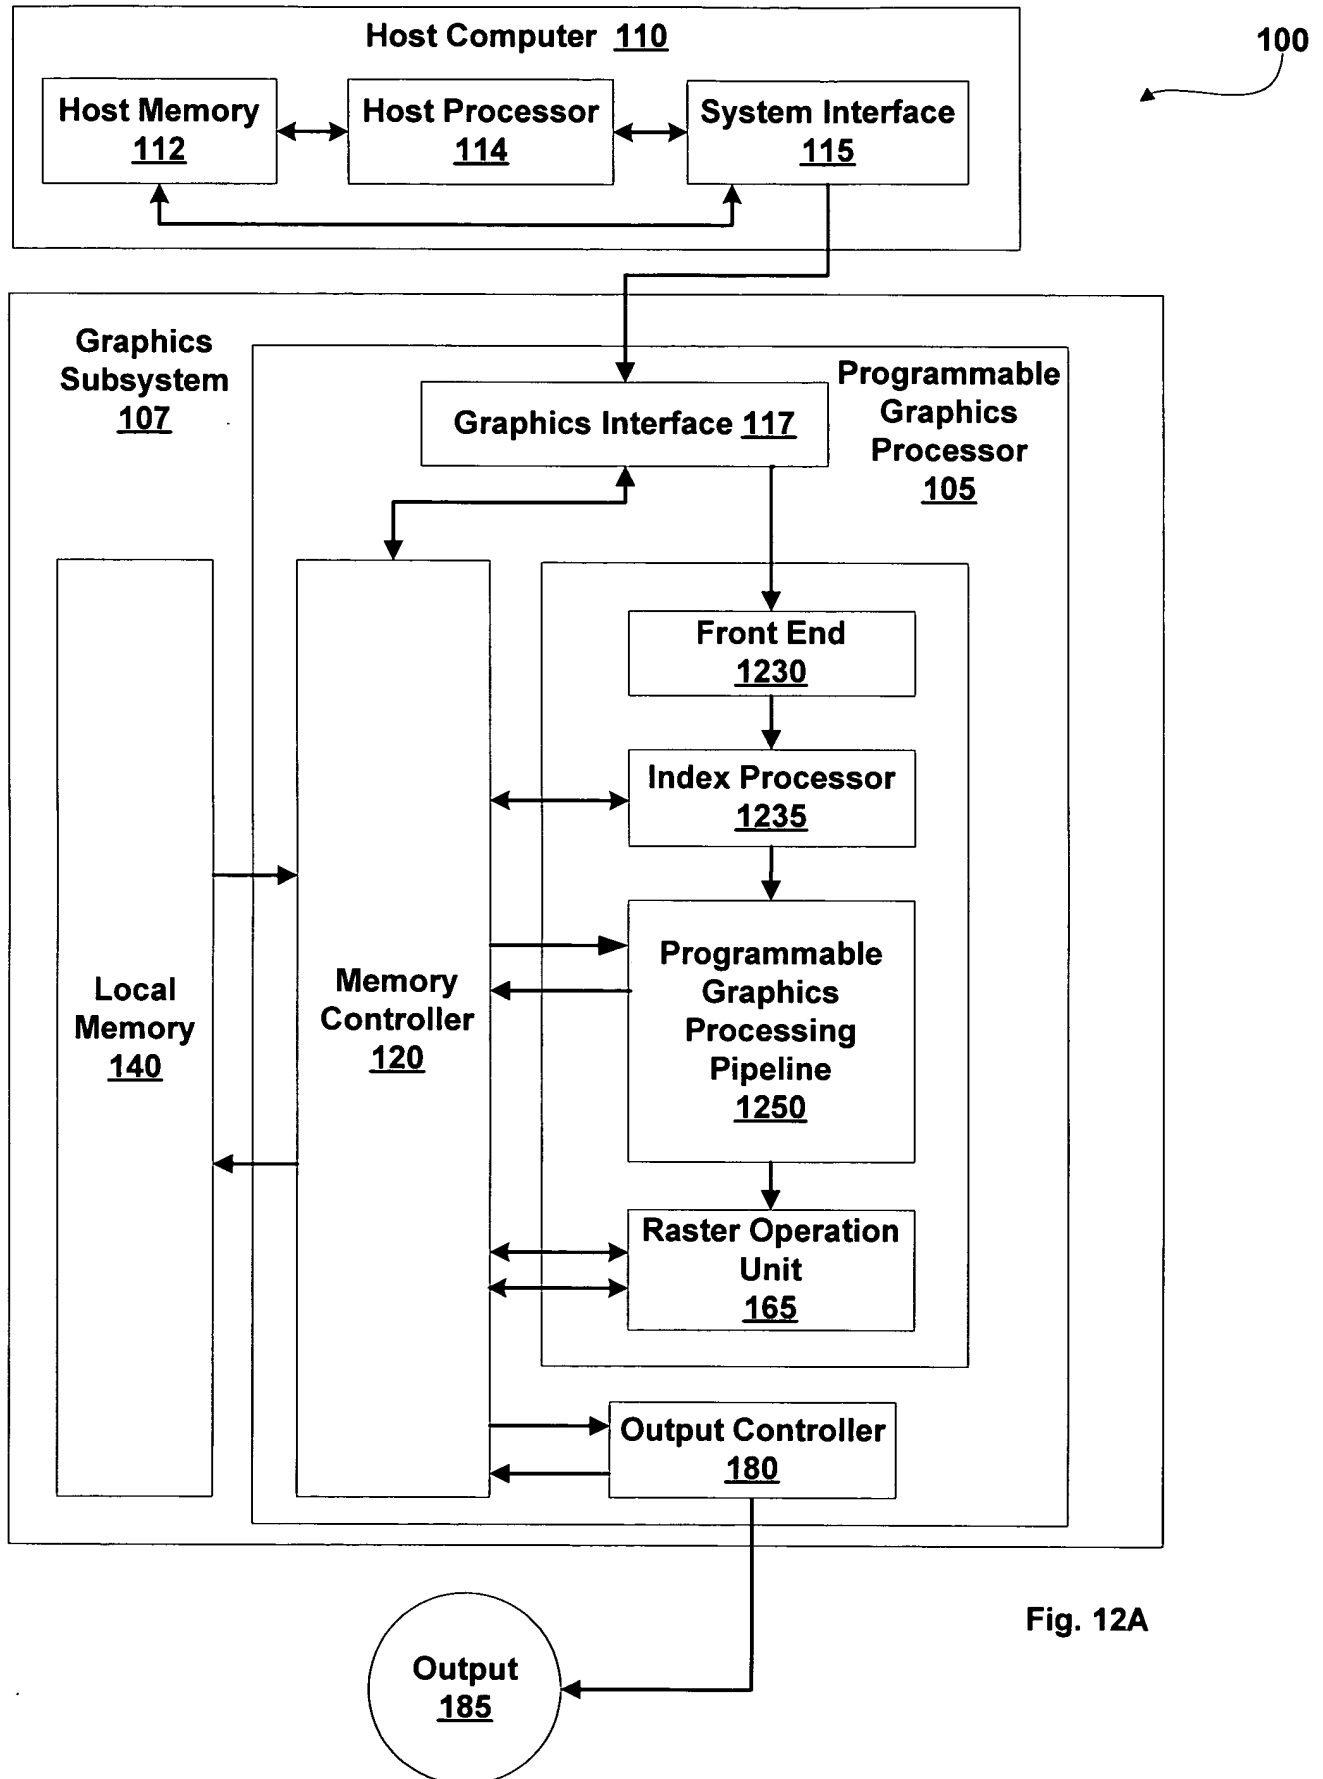 Host Computer 110
100
Host Memory
112
Host Processor
114
System Interface
115
Graphics
Subsystem
107
Programmable
Graphics
Processor
105
Graphics Interface 117
Front End
1230
Index Processor
1235
Programmable
Graphics
Processing
Pipeline
1250
Local
Memory
140
Memory
Controller
120
Raster Operation
Unit
165
Output Controller
180
Output
185
Fig. 12A